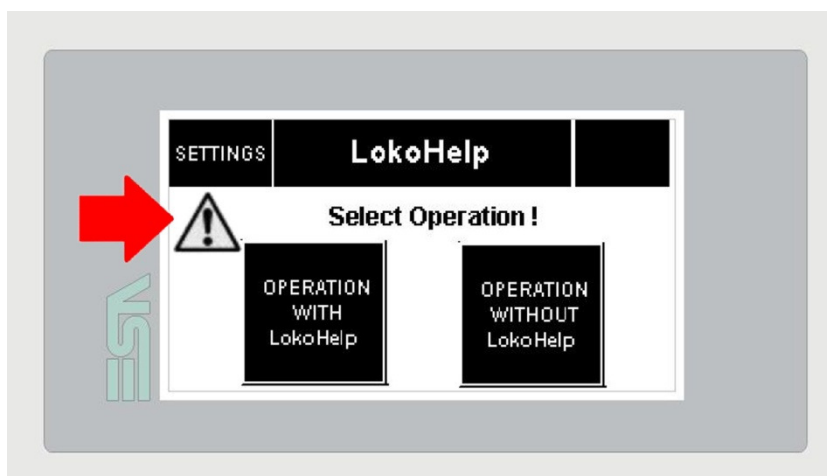 SETTINGS
LokoHelp
Select Operation !
OPERATION
WITH
LokoHelp
OPERATION
WITHOUT
LokoHelp